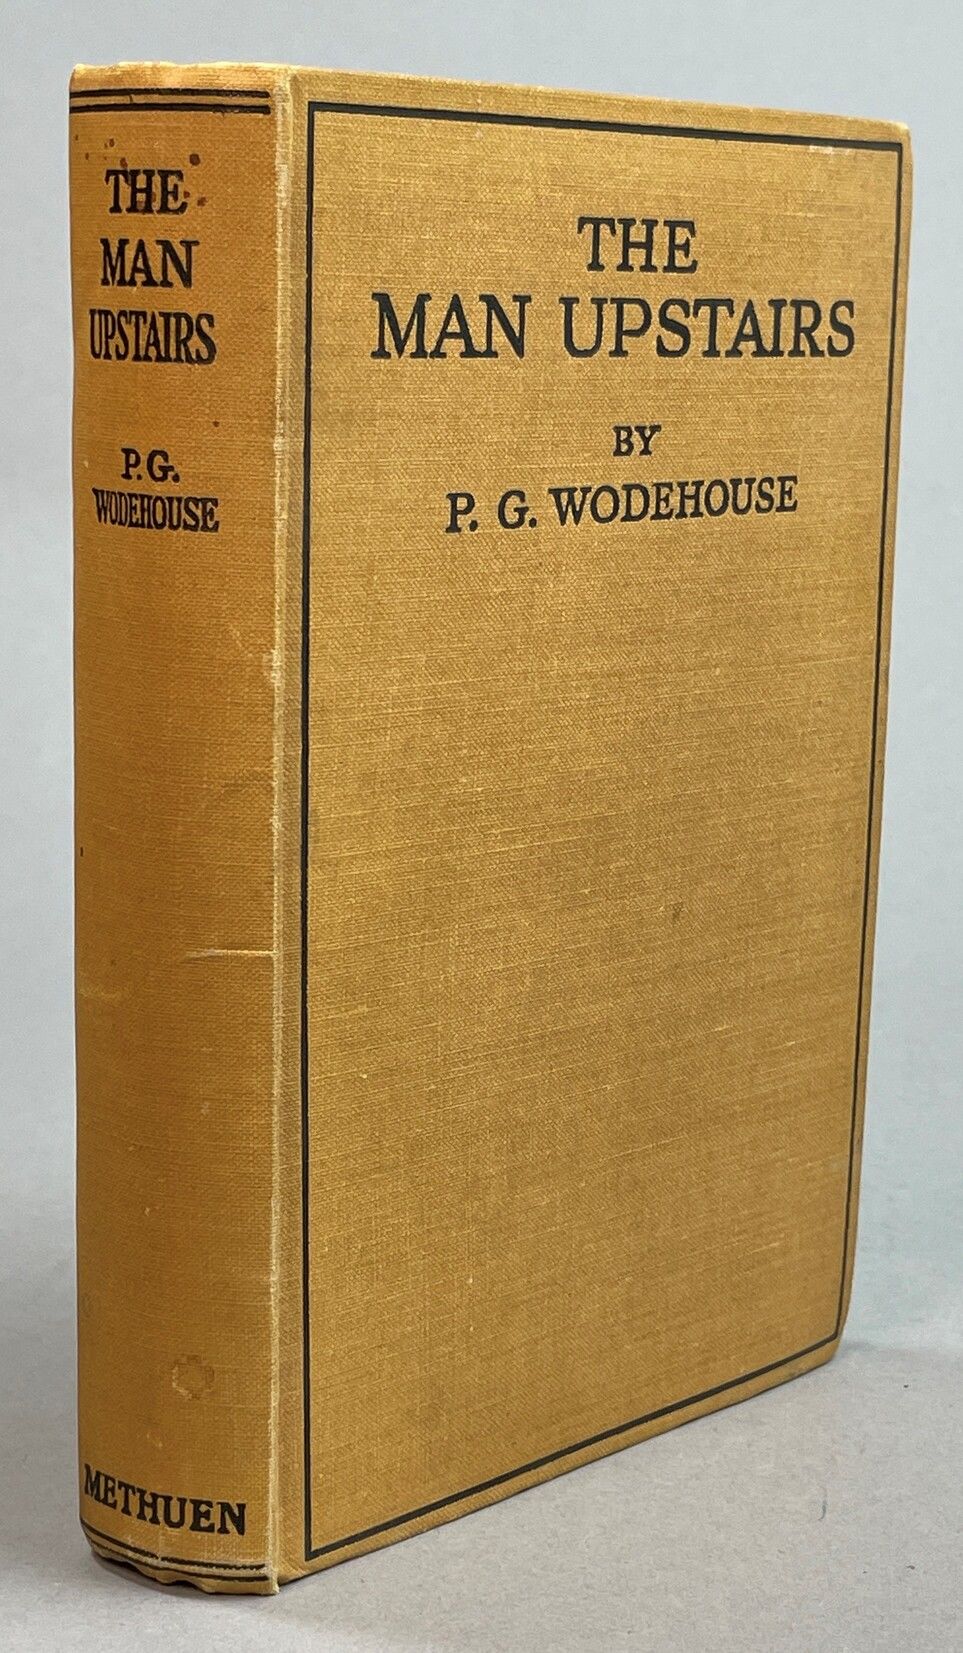 THE
MAN
UPSTAIRS
P.G.
WODEHOUSE
METHUEN
THE
MAN UPSTAIRS
BY
P. G. WODEHOUSE